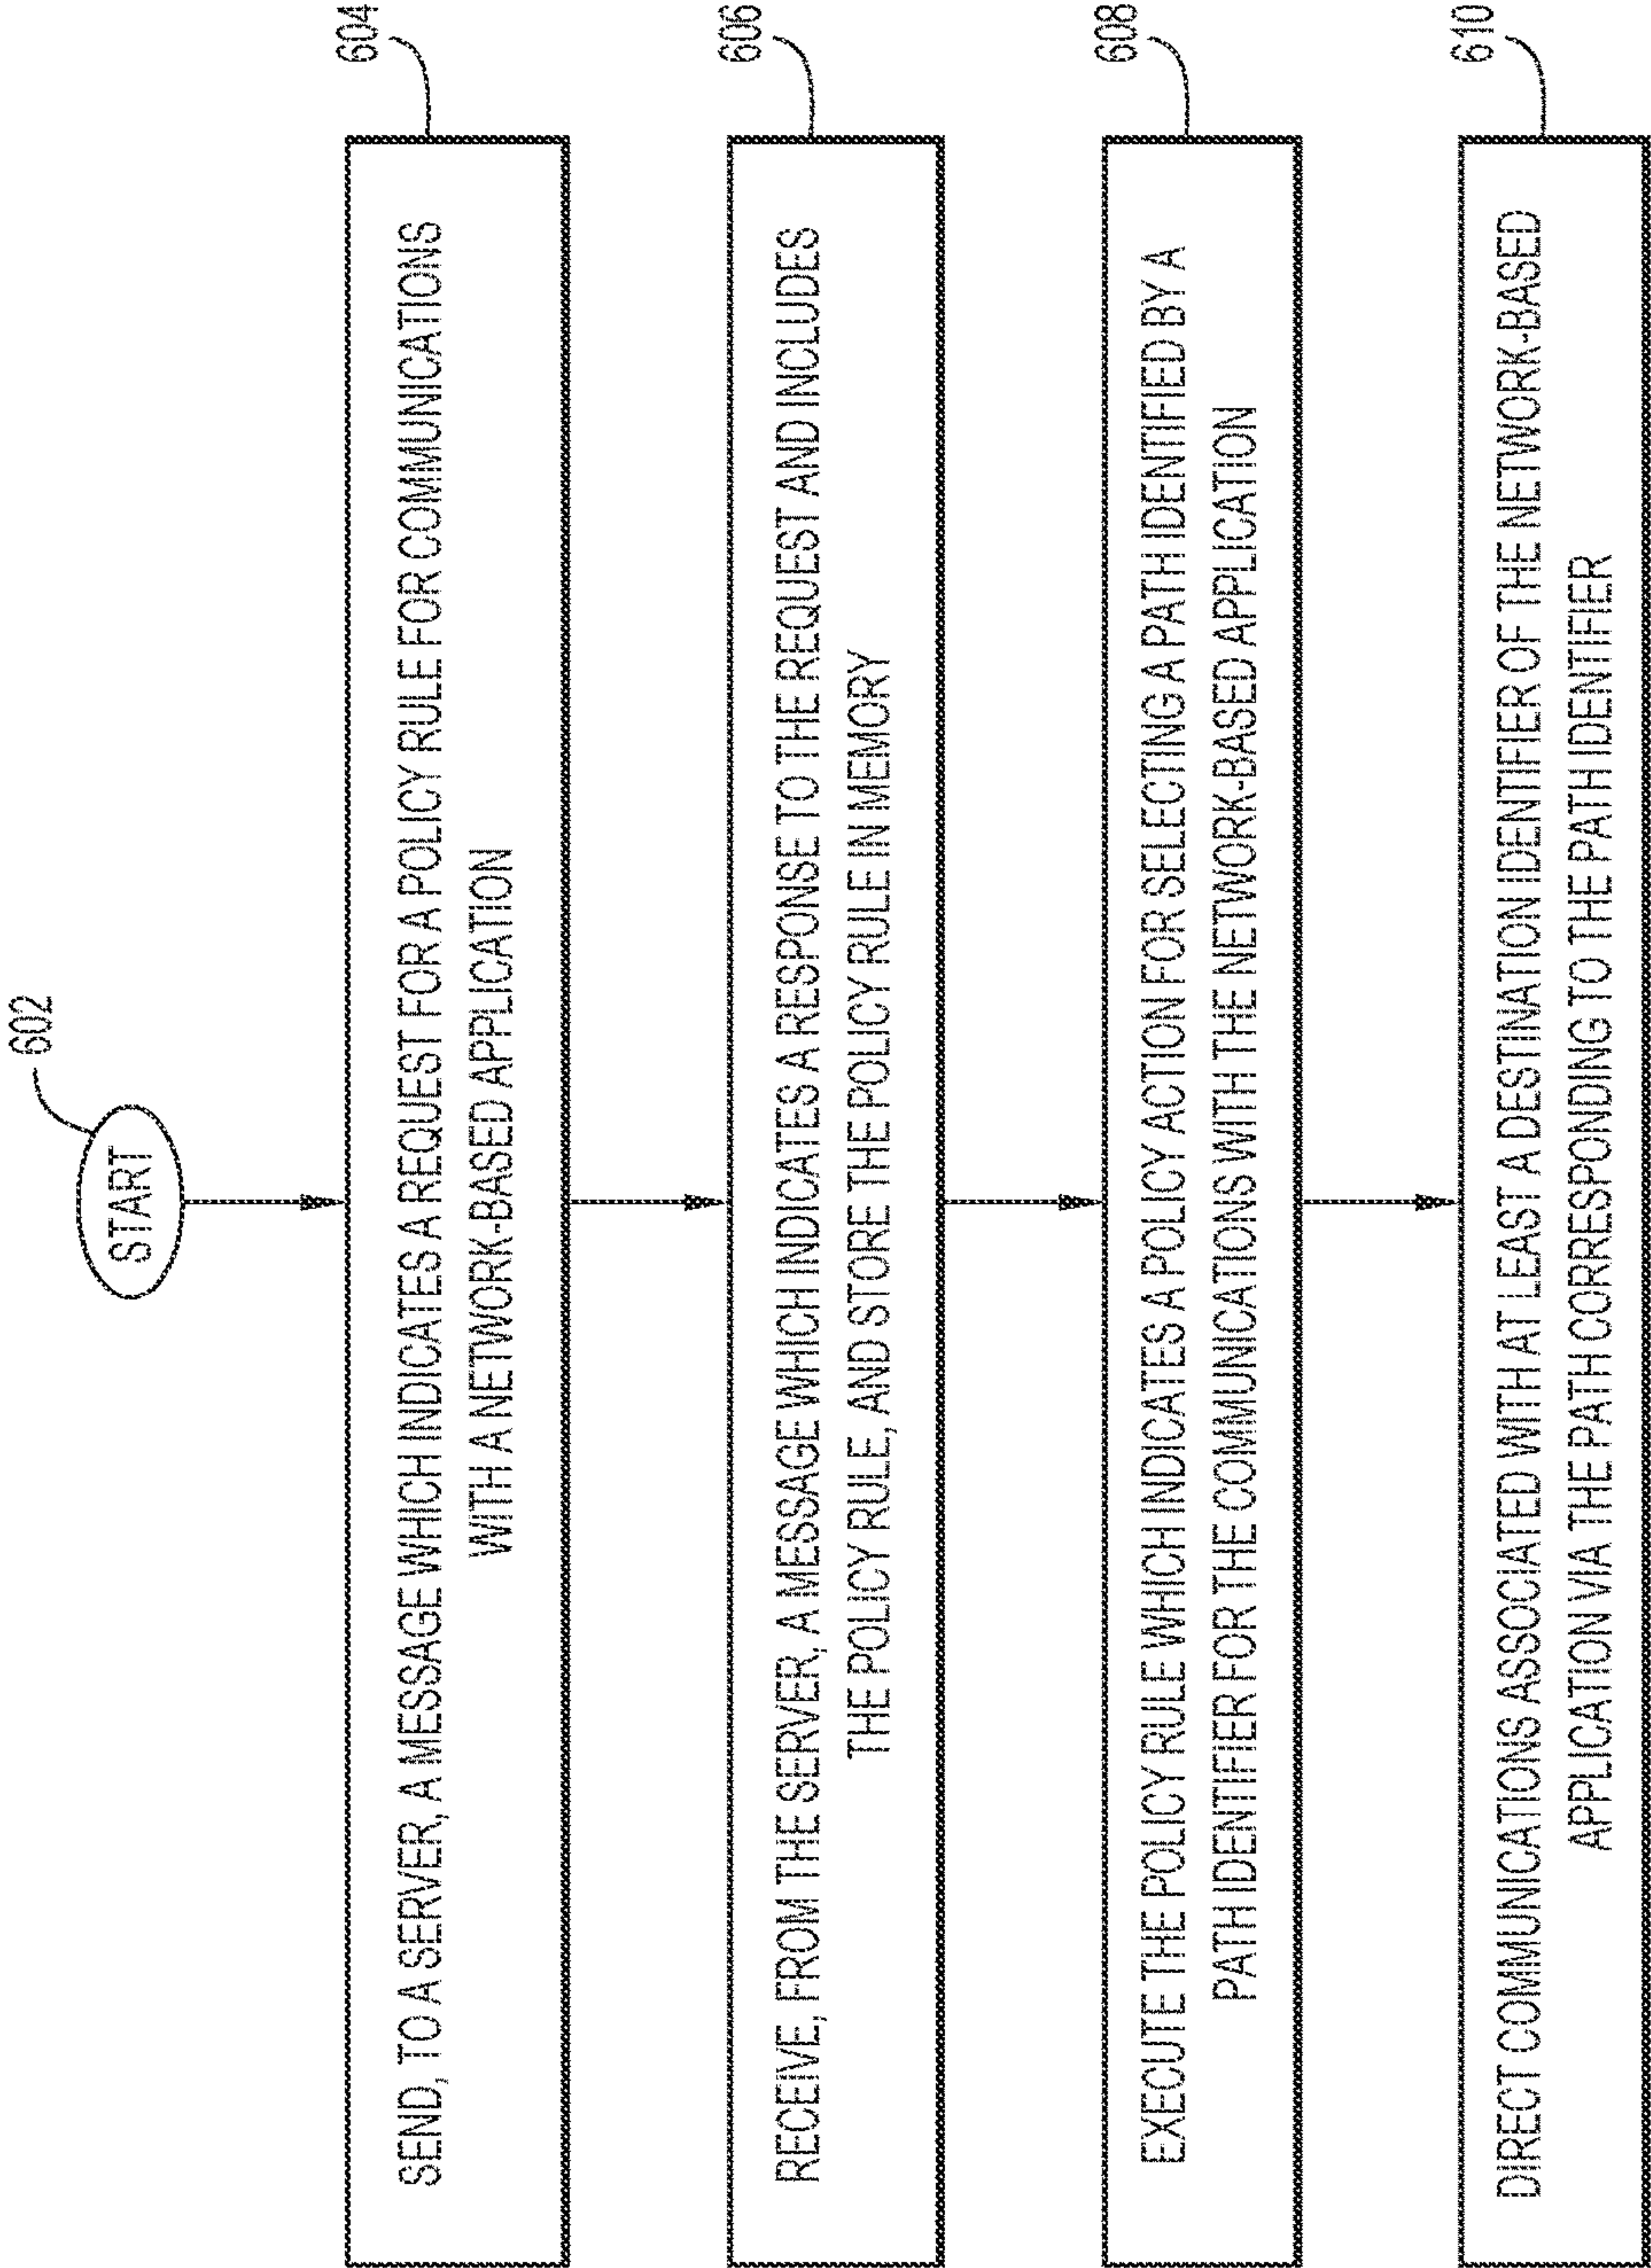 602
START
604
SEND, TO A SERVER, A MESSAGE WHICH INDICATES A REQUEST FOR A POLICY RULE FOR COMMUNICATIONS
WITH A NETWORK-BASED APPLICATION
606
RECEIVE, FROM THE SERVER, A MESSAGE WHICH INDICATES A RESPONSE TO THE REQUEST AND INCLUDES
THE POLICY RULE, AND STORE THE POLICY RULE IN MEMORY
608
EXECUTE THE POLICY RULE WHICH INDICATES A POLICY ACTION FOR SELECTING A PATH IDENTIFIED BY A
PATH IDENTIFIER FOR THE COMMUNICATIONS WITH THE NETWORK-BASED APPLICATION
610
DIRECT COMMUNICATIONS ASSOCIATED WITH AT LEAST A DESTINATION IDENTIFIER OF THE NETWORK-BASED
APPLICATION VIA THE PATH CORRESPONDING TO THE PATH IDENTIFIER